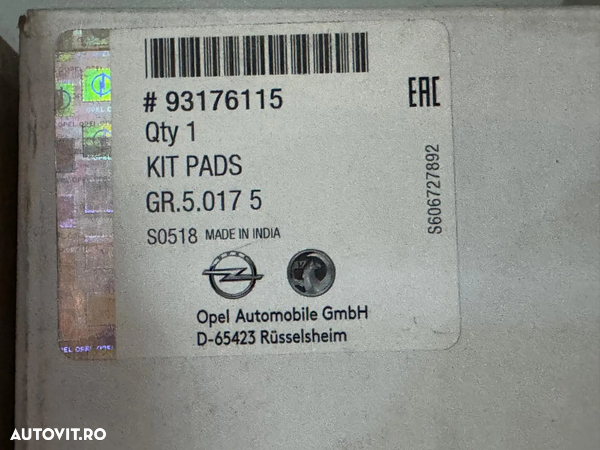 # 93176115
EAC
Qty 1
KIT PADS
GR.5.017 5
S0518 MADE IN INDIA
S606727892
Opel Automobile GmbH
D-65423 Rüsselsheim
AUTOVIT.RO